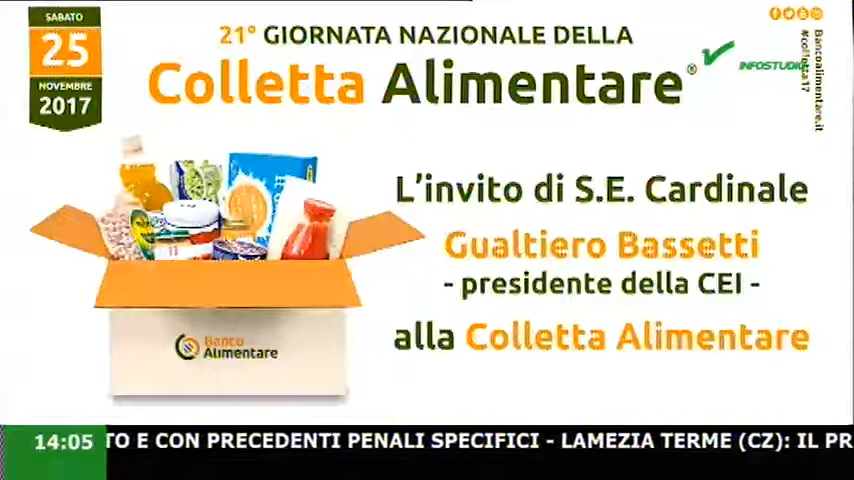 SABATO
25
NOVEMBRE
2017
21° GIORNATA NAZIONALE DELLA
Colletta Alimentare®
INFOSTUDIO
Bancoalimentare.it
#colletta17
L'invito di S.E. Cardinale
Gualtiero Bassetti
- presidente della CEI -
alla Colletta Alimentare
Banco
Alimentare
14:05 TO E CON PRECEDENTI PENALI SPECIFICI - LAMEZIA TERME (CZ): IL PR